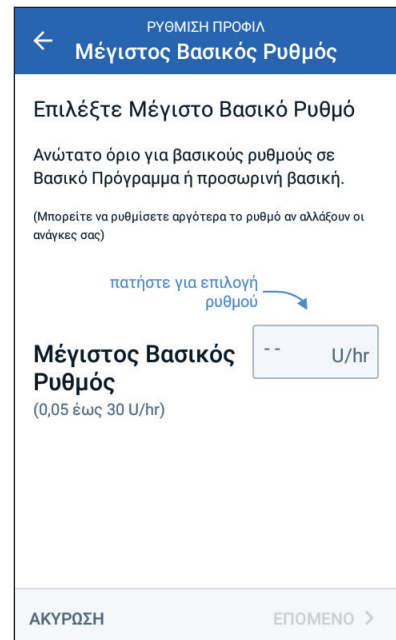 ΡΥΘΜΙΣΗ ΠΡΟΦΙΛ
Μέγιστος Βασικός Ρυθμός
Επιλέξτε Μέγιστο Βασικό Ρυθμό
Ανώτατο όριο για βασικούς ρυθμούς σε
Βασικό Πρόγραμμα ή προσωρινή βασική.
(Μπορείτε να ρυθμίσετε αργότερα το ρυθμό αν αλλάξουν οι
ανάγκες σας)
πατήστε για επιλογή
ρυθμού
Μέγιστος Βασικός
Ρυθμός
-- U/hr
(0,05 έως 30 U/hr)
ΑΚΥΡΩΣΗ
ΕΠΟΜΕΝΟ >